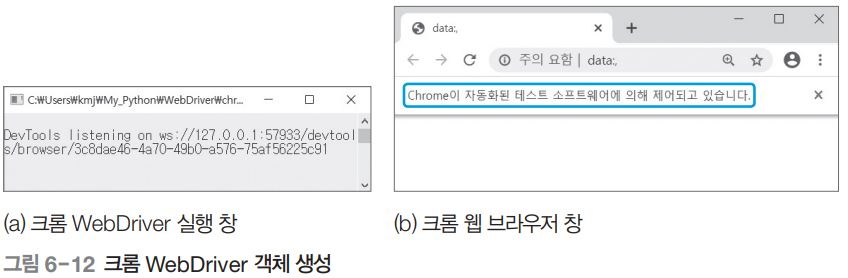 C:₩Users₩kmj₩My_Python₩WebDriver₩chr...
DevTools listening on ws://127.0.0.1:57933/devtool
s/browser/3c8dae46-4a70-49b0-a576-75af56225c91
data:,
주의 요함 | data:,
Chrome이 자동화된 테스트 소프트웨어에 의해 제어되고 있습니다.
(a) 크롬 WebDriver 실행 창
(b) 크롬 웹 브라우저 창
그림 6-12 크롬 WebDriver 객체 생성